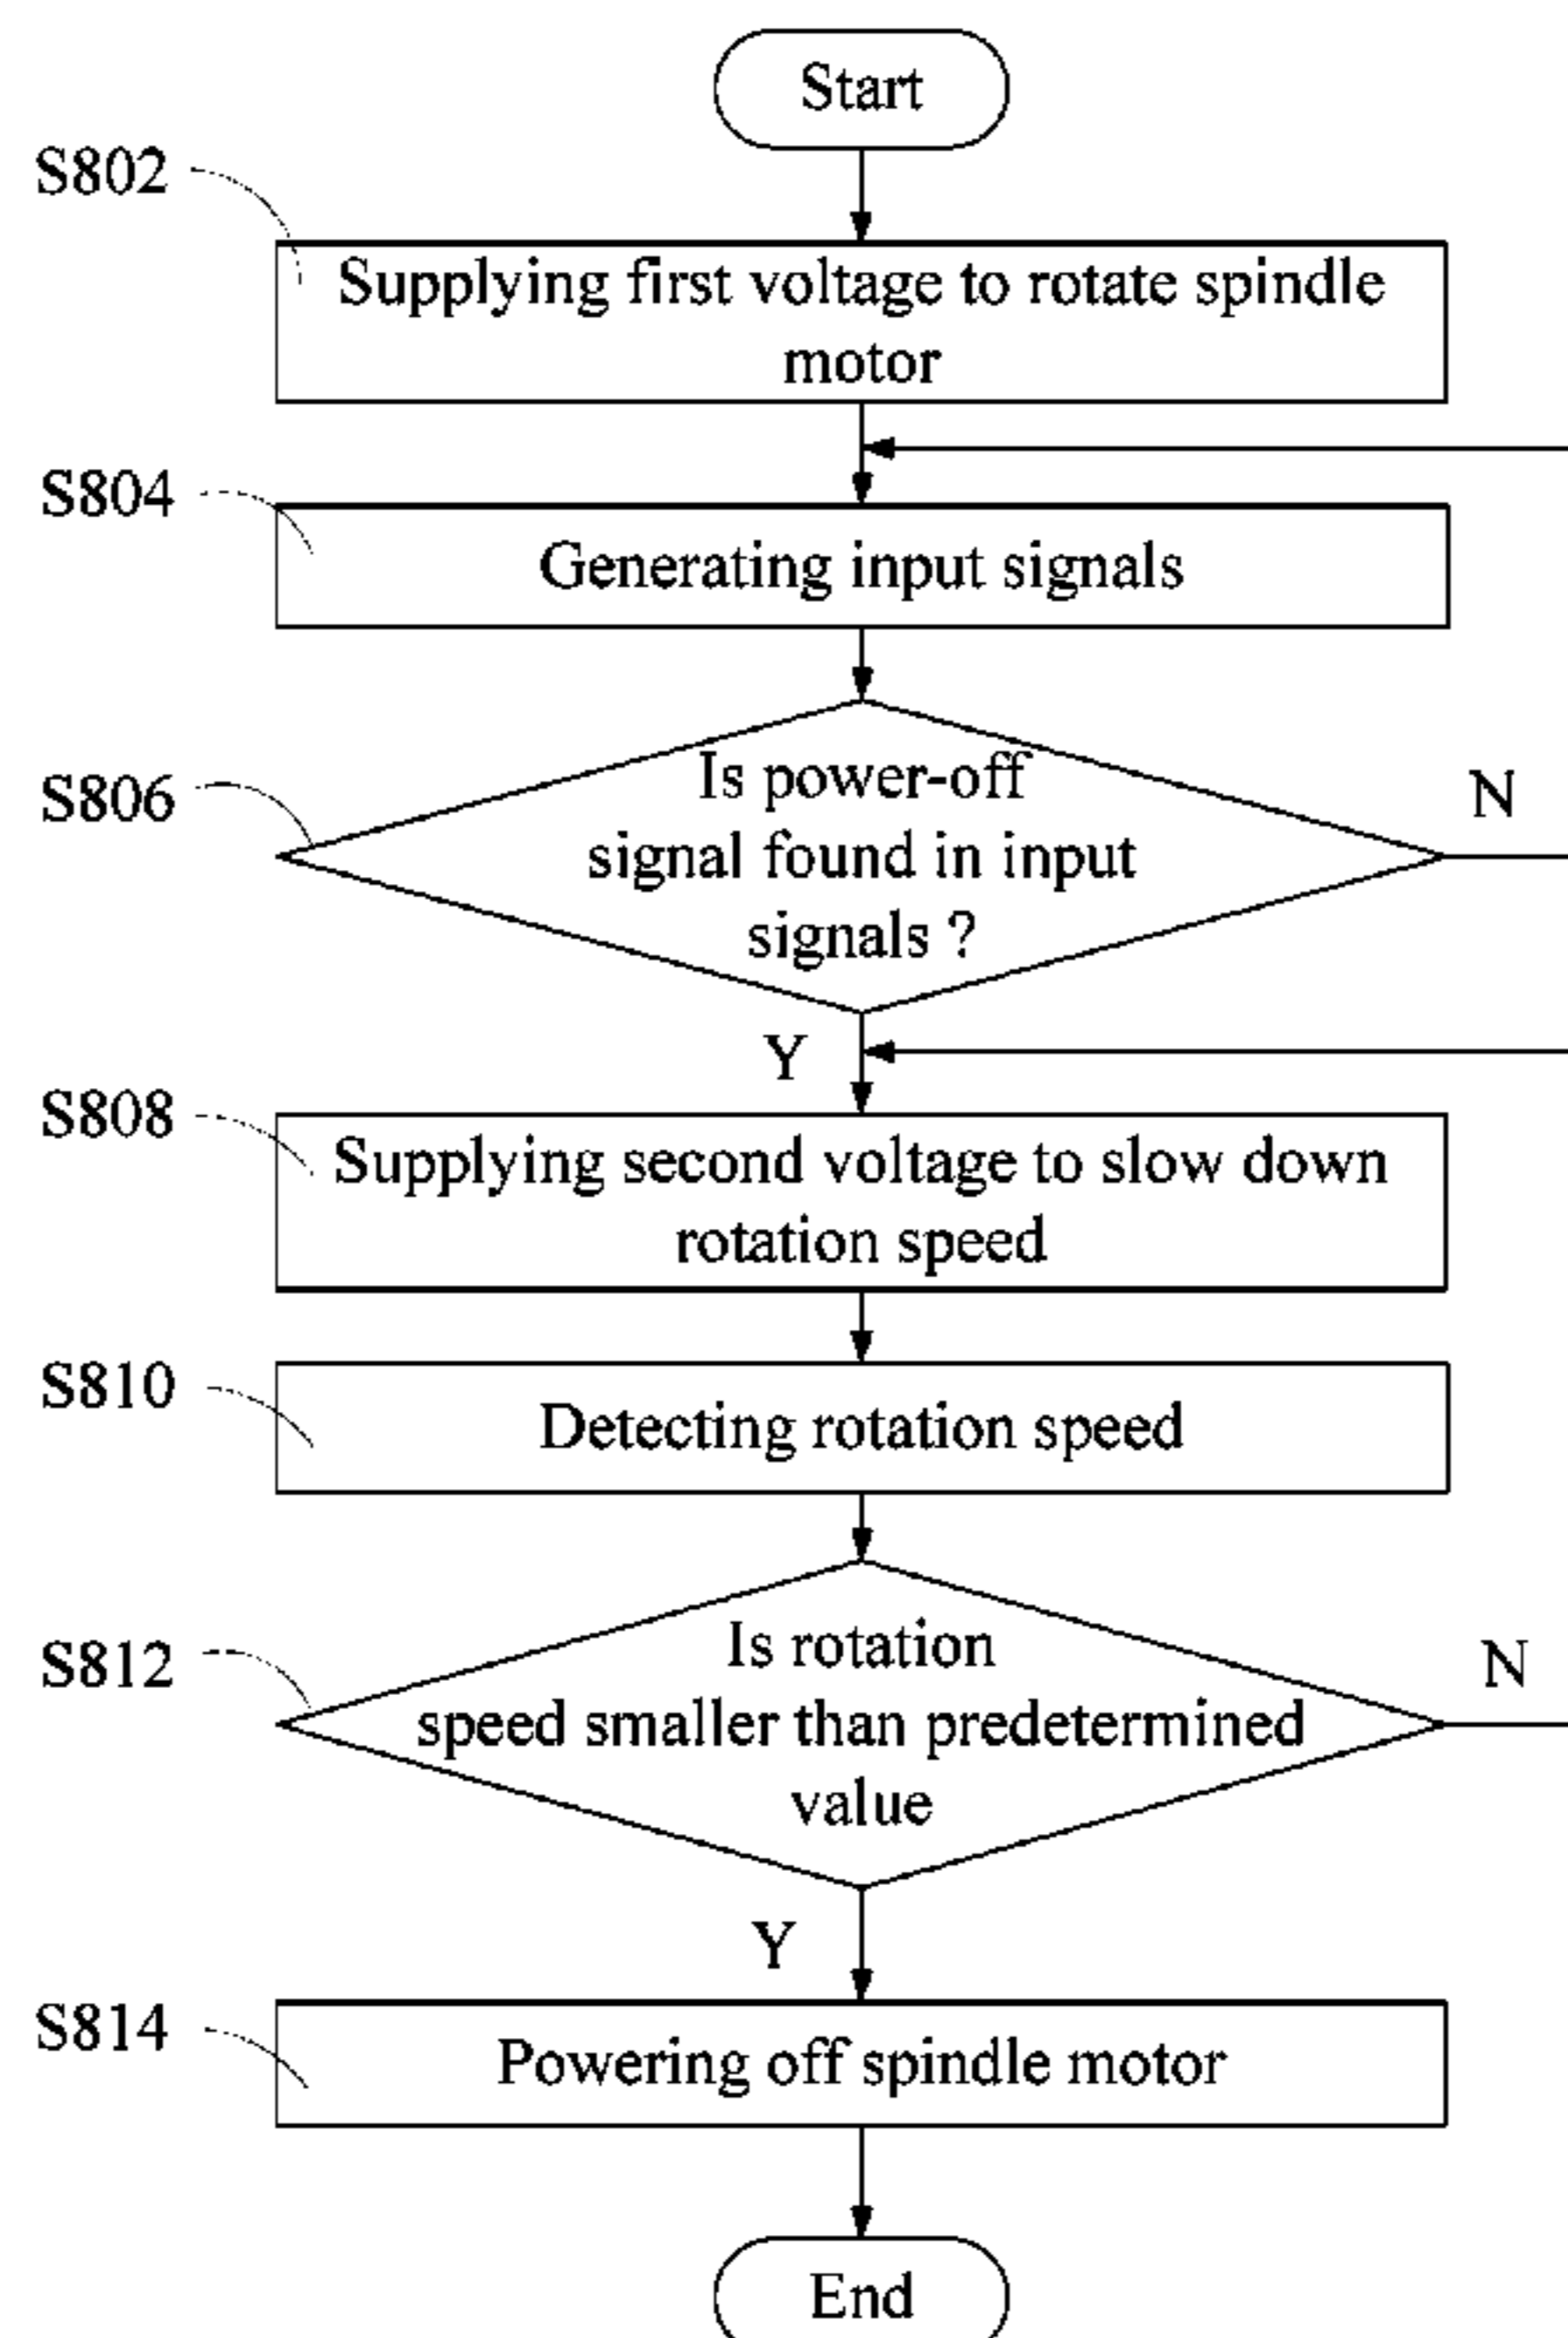 Start
S802
Supplying first voltage to rotate spindle
motor
S804
Generating input signals
S806
Is power-off
signal found in input
signals ?
N
Y
S808
Supplying second voltage to slow down
rotation speed
S810
Detecting rotation speed
S812
Is rotation
speed smaller than predetermined
value
N
Y
S814
Powering off spindle motor
End